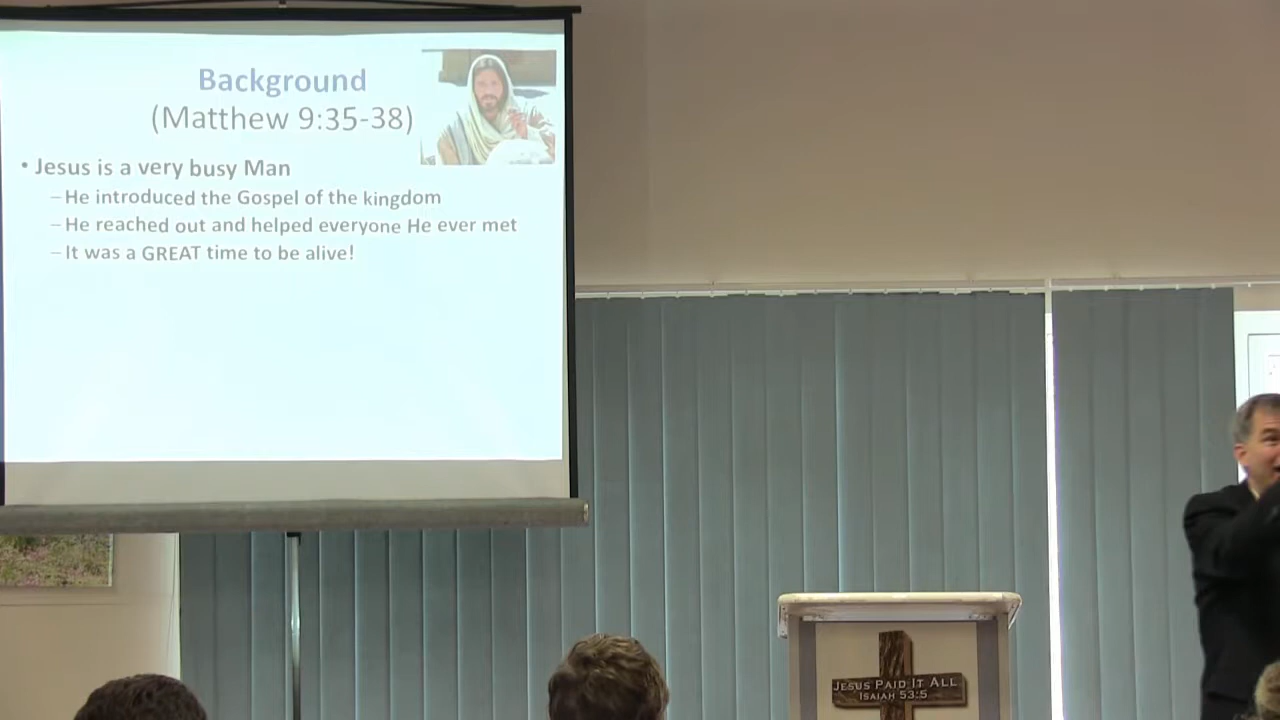 Background
(Matthew 9:35-38)
• Jesus is a very busy Man
– He introduced the Gospel of the kingdom
– He reached out and helped everyone He ever met
– It was a GREAT time to be alive!
JESUS PAID IT ALL
ISAIAH 53:5